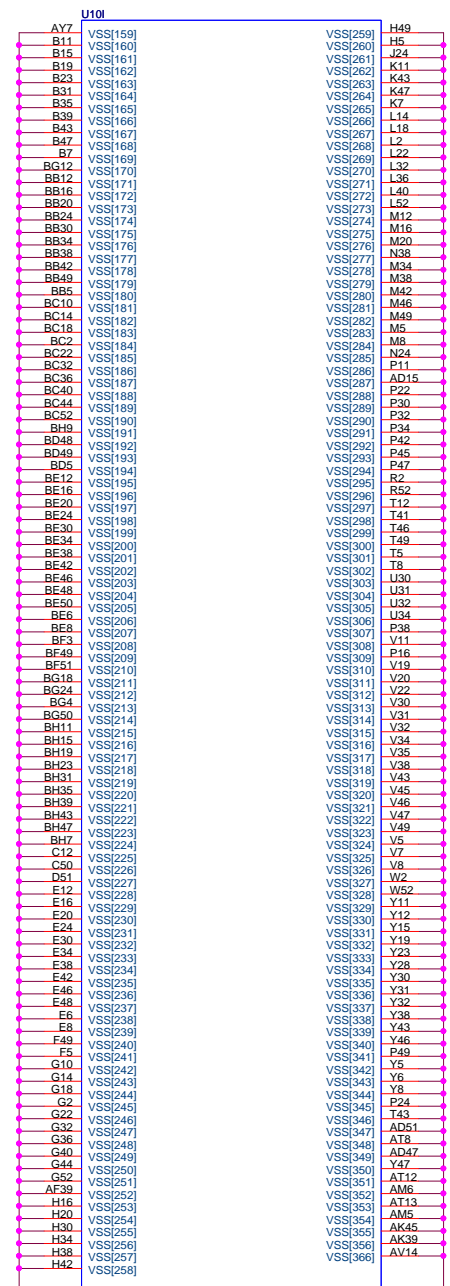 U10I
AY7 VSS[159] VSS[259] H49
B11 VSS[160] VSS[260] H5
B15 VSS[161] VSS[261] J24
B19 VSS[162] VSS[262] K11
B23 VSS[163] VSS[263] K43
B31 VSS[164] VSS[264] K47
B35 VSS[165] VSS[265] K7
B39 VSS[166] VSS[266] L14
B43 VSS[167] VSS[267] L18
B47 VSS[168] VSS[268] L2
B7 VSS[169] VSS[269] L22
BG12 VSS[170] VSS[270] L32
BB12 VSS[171] VSS[271] L36
BB16 VSS[172] VSS[272] L40
BB20 VSS[173] VSS[273] L52
BB24 VSS[174] VSS[274] M12
BB30 VSS[175] VSS[275] M16
BB34 VSS[176] VSS[276] M20
BB38 VSS[177] VSS[277] N38
BB42 VSS[178] VSS[278] M34
BB49 VSS[179] VSS[279] M38
BB5 VSS[180] VSS[280] M42
BC10 VSS[181] VSS[281] M46
BC14 VSS[182] VSS[282] M49
BC18 VSS[183] VSS[283] M5
BC2 VSS[184] VSS[284] M8
BC22 VSS[185] VSS[285] N24
BC32 VSS[186] VSS[286] P11
BC36 VSS[187] VSS[287] AD15
BC40 VSS[188] VSS[288] P22
BC44 VSS[189] VSS[289] P30
BC52 VSS[190] VSS[290] P32
BH9 VSS[191] VSS[291] P34
BD48 VSS[192] VSS[292] P42
BD49 VSS[193] VSS[293] P45
BD5 VSS[194] VSS[294] P47
BE12 VSS[195] VSS[295] R2
BE16 VSS[196] VSS[296] R52
BE20 VSS[197] VSS[297] T12
BE24 VSS[198] VSS[298] T41
BE30 VSS[199] VSS[299] T46
BE34 VSS[200] VSS[300] T49
BE38 VSS[201] VSS[301] T5
BE42 VSS[202] VSS[302] T8
BE46 VSS[203] VSS[303] U30
BE48 VSS[204] VSS[304] U31
BE50 VSS[205] VSS[305] U32
BE6 VSS[206] VSS[306] U34
BE8 VSS[207] VSS[307] P38
BF3 VSS[208] VSS[308] V11
BF49 VSS[209] VSS[309] P16
BF51 VSS[210] VSS[310] V19
BG18 VSS[211] VSS[311] V20
BG24 VSS[212] VSS[312] V22
BG4 VSS[213] VSS[313] V30
BG50 VSS[214] VSS[314] V31
BH11 VSS[215] VSS[315] V32
BH15 VSS[216] VSS[316] V34
BH19 VSS[217] VSS[317] V35
BH23 VSS[218] VSS[318] V38
BH31 VSS[219] VSS[319] V43
BH35 VSS[220] VSS[320] V45
BH39 VSS[221] VSS[321] V46
BH43 VSS[222] VSS[322] V47
BH47 VSS[223] VSS[323] V49
BH7 VSS[224] VSS[324] V5
C12 VSS[225] VSS[325] V7
C50 VSS[226] VSS[326] V8
D51 VSS[227] VSS[327] W2
E12 VSS[228] VSS[328] W52
E16 VSS[229] VSS[329] Y11
E20 VSS[230] VSS[330] Y12
E24 VSS[231] VSS[331] Y15
E30 VSS[232] VSS[332] Y19
E34 VSS[233] VSS[333] Y23
E38 VSS[234] VSS[334] Y28
E42 VSS[235] VSS[335] Y30
E46 VSS[236] VSS[336] Y31
E48 VSS[237] VSS[337] Y32
E6 VSS[238] VSS[338] Y38
E8 VSS[239] VSS[339] Y43
F49 VSS[240] VSS[340] Y46
F5 VSS[241] VSS[341] P49
G10 VSS[242] VSS[342] Y5
G14 VSS[243] VSS[343] Y6
G18 VSS[244] VSS[344] Y8
G2 VSS[245] VSS[345] P24
G22 VSS[246] VSS[346] T43
G32 VSS[247] VSS[347] AD51
G36 VSS[248] VSS[348] AT8
G40 VSS[249] VSS[349] AD47
G44 VSS[250] VSS[350] Y47
G52 VSS[251] VSS[351] AT12
AF39 VSS[252] VSS[352] AM6
H16 VSS[253] VSS[353] AT13
H20 VSS[254] VSS[354] AM5
H30 VSS[255] VSS[355] AK45
H34 VSS[256] VSS[356] AK39
H38 VSS[257] VSS[366] AV14
H42 VSS[258]